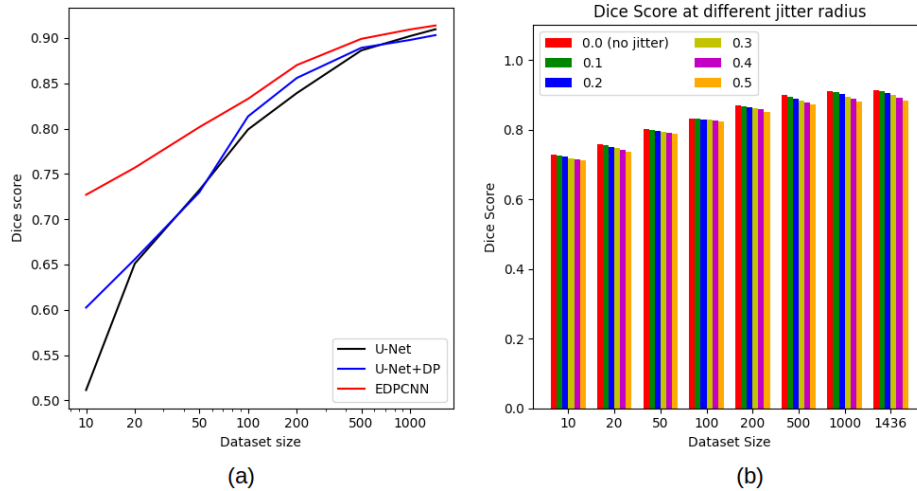 0.90
0.85
0.80
0.75
0.70
0.65
0.60
0.55
0.50
Dice score
10 20 50 100 200 500 1000
Dataset size
U-Net
U-Net+DP
EDPCNN
(a)
Dice Score at different jitter radius
0.0 (no jitter)
0.1
0.2
0.3
0.4
0.5
1.0
0.8
0.6
0.4
0.2
0.0
Dice Score
10 20 50 100 200 500 1000 1436
Dataset Size
(b)